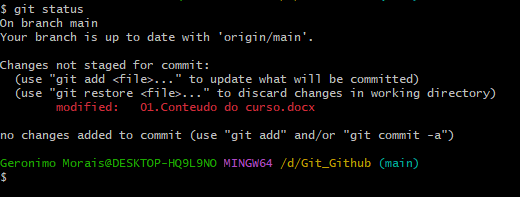 $ git status
On branch main
Your branch is up to date with 'origin/main'.
Changes not staged for commit:
  (use "git add <file>..." to update what will be committed)
  (use "git restore <file>..." to discard changes in working directory)
        modified:   01.Conteudo do curso.docx
no changes added to commit (use "git add" and/or "git commit -a")
Geronimo Morais@DESKTOP-HQ9L9NO MINGW64 /d/Git_Github (main)
$